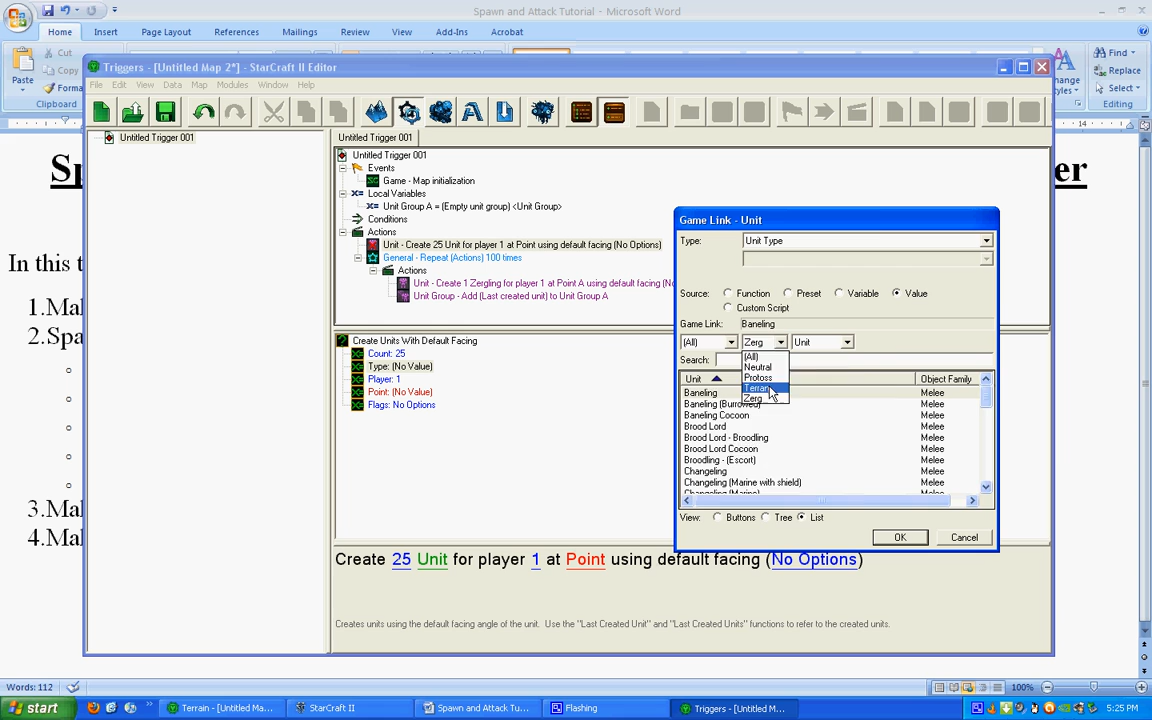 Spawn and Attack Tutorial - Microsoft Word
Home Insert Page Layout References Mailings Review View Add-Ins Acrobat
Cut
Copy
Paste
Clipboard
Find
Replace
Select
Editing
Triggers - [Untitled Map 2*] - StarCraft II Editor
File Edit View Data Map Modules Window Help
Untitled Trigger 001
Untitled Trigger 001
Untitled Trigger 001
Events
Game - Map initialization
Local Variables
Unit Group A = (Empty unit group) <Unit Group>
Conditions
Actions
Unit - Create 25 Unit for player 1 at Point using default facing (No Options)
General - Repeat (Actions) 100 times
Actions
Unit - Create 1 Zergling for player 1 at Point A using default facing (No
Unit Group - Add (Last created unit) to Unit Group A
Create Units With Default Facing
Count: 25
Type: (No Value)
Player: 1
Point: (No Value)
Flags: No Options
Create 25 Unit for player 1 at Point using default facing (No Options)
Creates units using the default facing angle of the unit. Use the "Last Created Unit" and "Last Created Units" functions to refer to the created units.
Game Link - Unit
Type: Unit Type
Source: Function Preset Variable Value
Custom Script
Game Link: Baneling
(All) Zerg Unit
Search:
(All)
Neutral
Protoss
Terran
Zerg
Unit Object Family
Baneling Melee
Baneling (Burrowed) Melee
Baneling Cocoon Melee
Brood Lord Melee
Brood Lord - Broodling Melee
Brood Lord Cocoon Melee
Broodling - (Escort) Melee
Changeling Melee
Changeling (Marine with shield) Melee
Changeling (Marine) Melee
View: Buttons Tree List
OK Cancel
In this t
1.Mal
2.Spa
3.Mal
4.Mal
er
Words: 112
100%
start
Terrain - [Untitled Ma...
StarCraft II
Spawn and Attack Tu...
Flashing
Triggers - [Untitled M...
5:25 PM